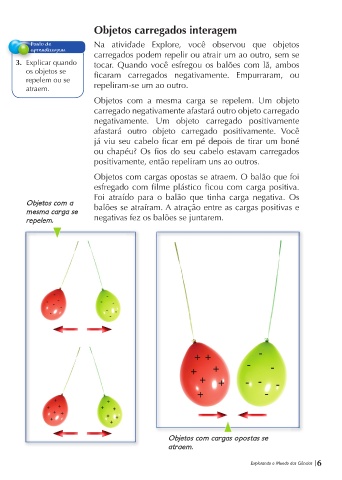 Objetos carregados interagem
Ponto de
aprendizagem
3. Explicar quando
os objetos se
repelem ou se
atraem.
Na atividade Explore, você observou que objetos
carregados podem repelir ou atrair um ao outro, sem se
tocar. Quando você esfregou os balões com lã, ambos
ficaram carregados negativamente. Empurraram, ou
repeliram-se um ao outro.
Objetos com a mesma carga se repelem. Um objeto
carregado negativamente afastará outro objeto carregado
negativamente. Um objeto carregado positivamente
afastará outro objeto carregado positivamente. Você
já viu seu cabelo ficar em pé depois de tirar um boné
ou chapéu? Os fios do seu cabelo estavam carregados
positivamente, então repeliram uns ao outros.
Objetos com cargas opostas se atraem. O balão que foi
esfregado com filme plástico ficou com carga positiva.
Foi atraído para o balão que tinha carga negativa. Os
balões se atraíram. A atração entre as cargas positivas e
negativas fez os balões se juntarem.
Objetos com a
mesma carga se
repelem.
Objetos com cargas opostas se
atraem.
Explorando o Mundo das Ciências |6